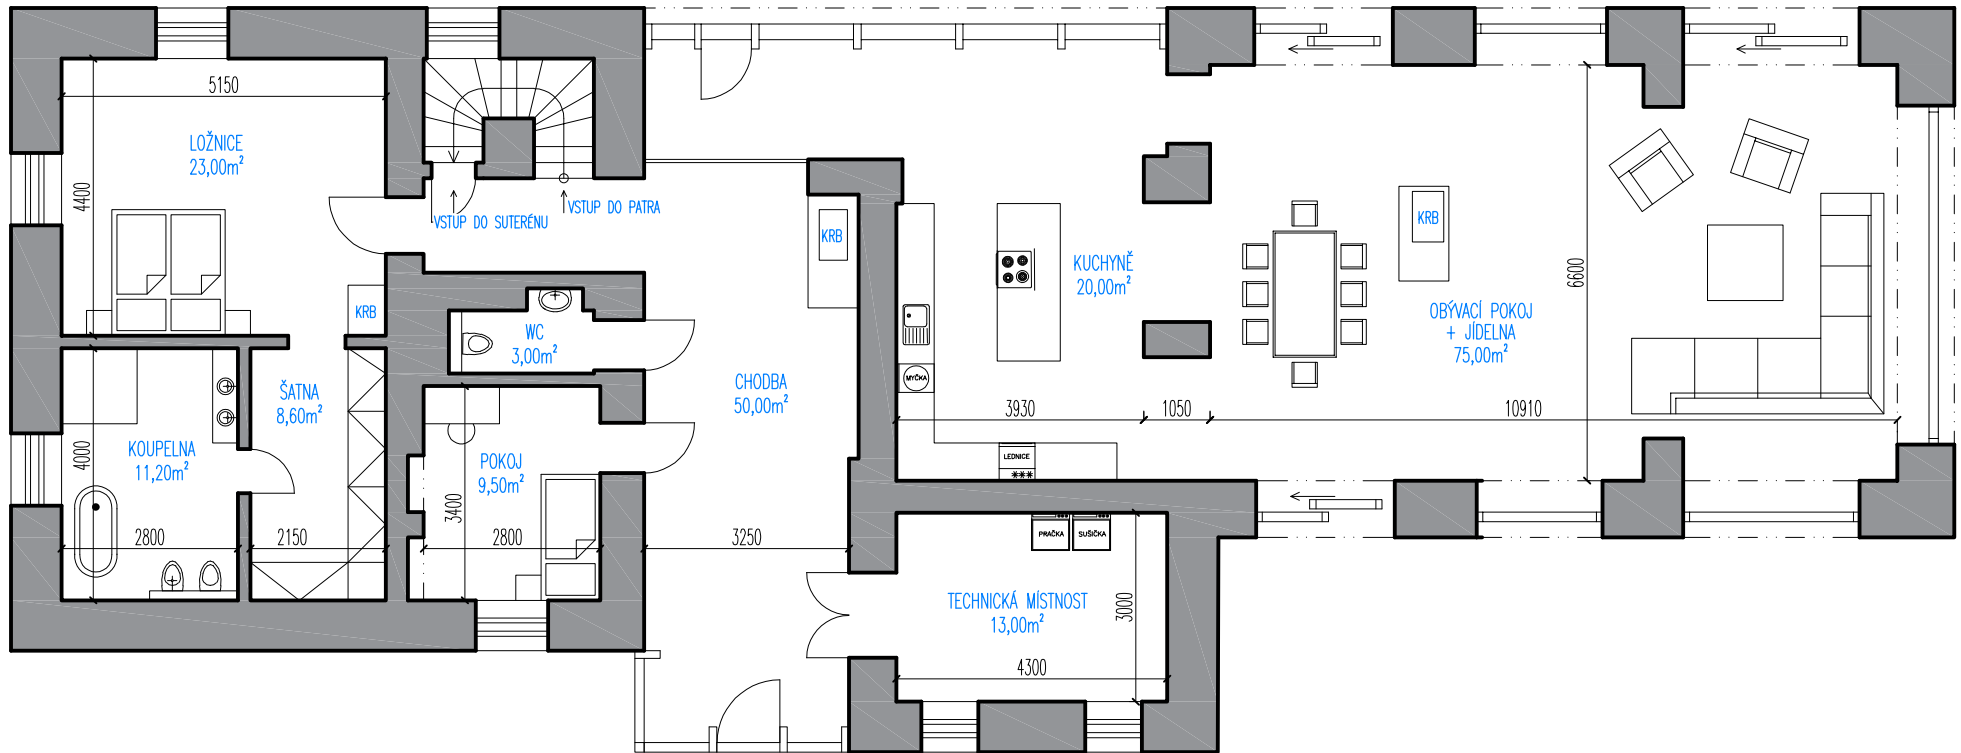 5150
LOŽNICE
23,00m²
4400
KRB
VSTUP DO SUTERÉNU
VSTUP DO PATRA
KRB
WC
3,00m²
ŠATNA
8,60m²
KOUPELNA
11,20m²
4000
2800
2150
POKOJ
9,50m²
3400
2800
CHODBA
50,00m²
3250
KUCHYNĚ
20,00m²
MYČKA
LEDNICE
***
3930
1050
10910
KRB
OBÝVACÍ POKOJ
+ JÍDELNA
75,00m²
6600
PRAČKA
SUŠIČKA
TECHNICKÁ MÍSTNOST
13,00m²
3000
4300